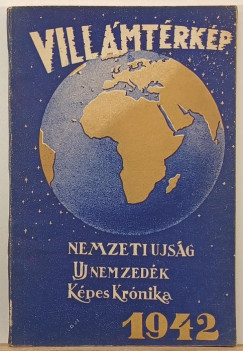 VILLÁMTÉRKÉP
NEMZETI UJSÁG
UJ NEMZEDÉK
Képes Krónika
1942